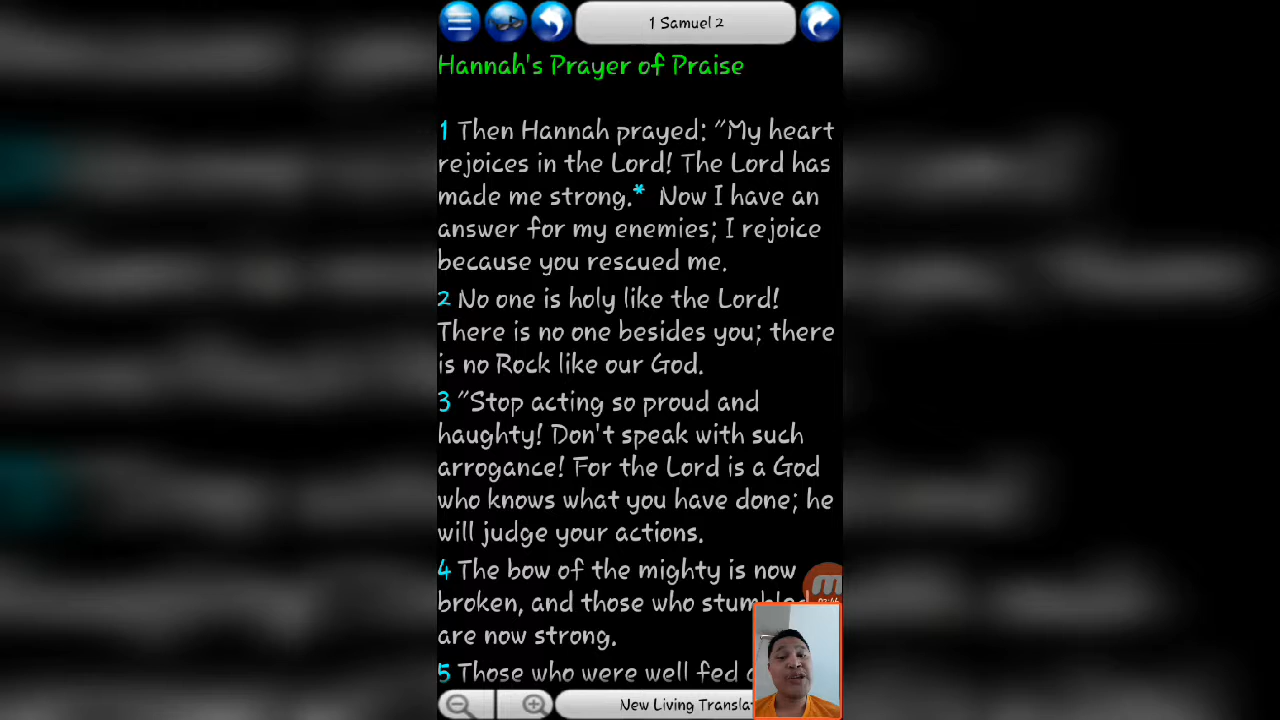 1 Samuel 2
Hannah's Prayer of Praise
1 Then Hannah prayed: "My heart
rejoices in the Lord! The Lord has
made me strong.* Now I have an
answer for my enemies; I rejoice
because you rescued me.
2 No one is holy like the Lord!
There is no one besides you; there
is no Rock like our God.
3 "Stop acting so proud and
haughty! Don't speak with such
arrogance! For the Lord is a God
who knows what you have done; he
will judge your actions.
4 The bow of the mighty is now
broken, and those who stumbled
are now strong.
5 Those who were well fed
New Living Transla